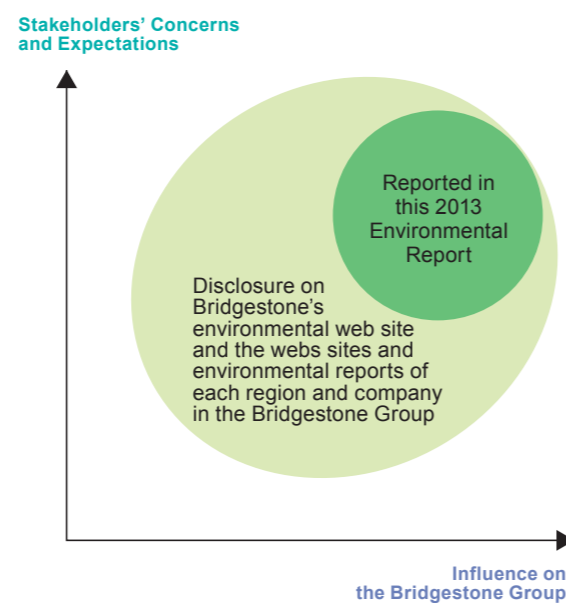 Stakeholders' Concerns
and Expectations
Reported in
this 2013
Environmental
Report
Disclosure on
Bridgestone's
environmental web site
and the webs sites and
environmental reports of
each region and company
in the Bridgestone Group
Influence on
the Bridgestone Group